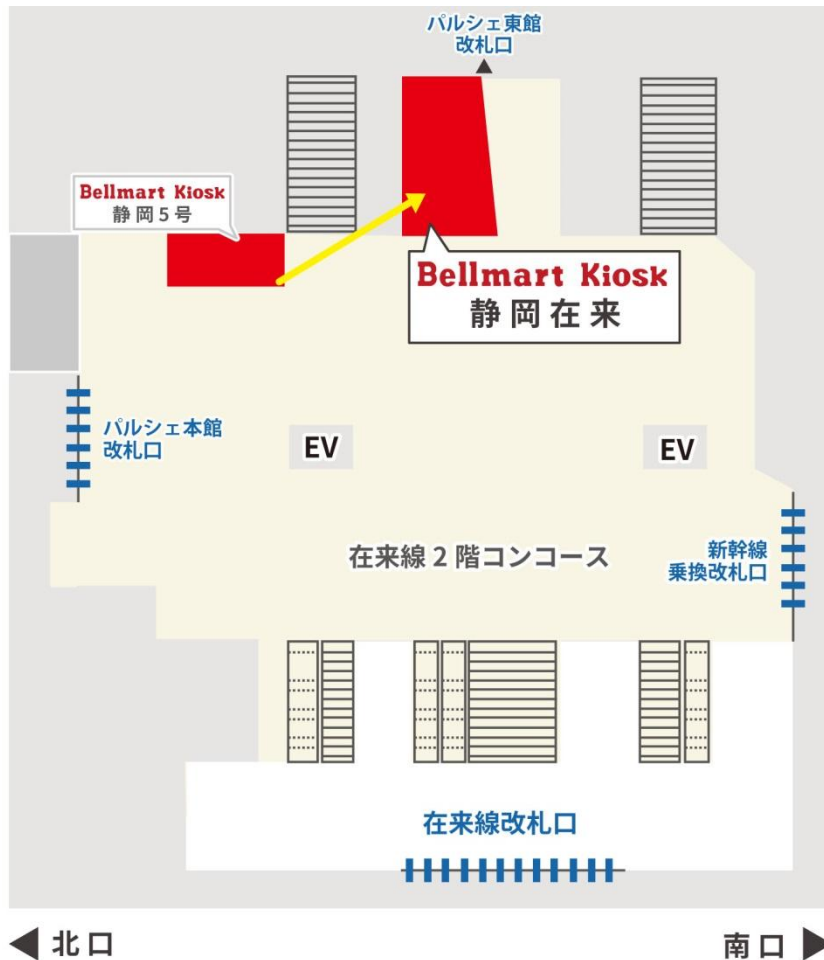 パルシェ東館
改札口
Bellmart Kiosk
静岡5号
Bellmart Kiosk
静岡在来
パルシェ本館
改札口
EV
EV
在来線2階コンコース
新幹線
乗換改札口
在来線改札口
北口
南口